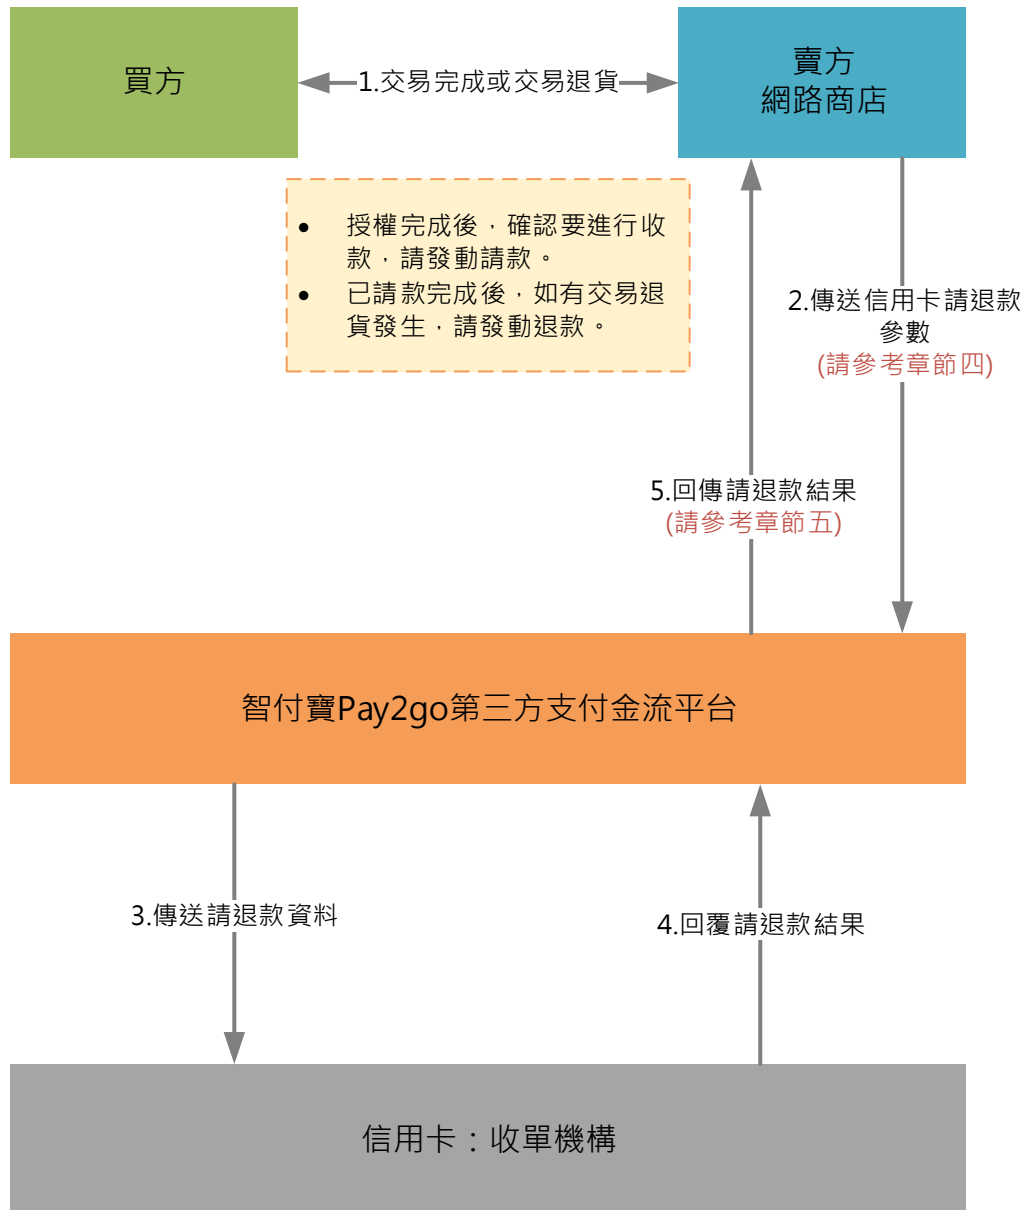 買方
1.交易完成或交易退貨
賣方
網路商店
• 授權完成後，確認要進行收
款，請發動請款。
• 已請款完成後，如有交易退
貨發生，請發動退款。
2.傳送信用卡請退款
參數
(請參考章節四)
5.回傳請退款結果
(請參考章節五)
智付寶Pay2go第三方支付金流平台
3.傳送請退款資料
4.回覆請退款結果
信用卡：收單機構